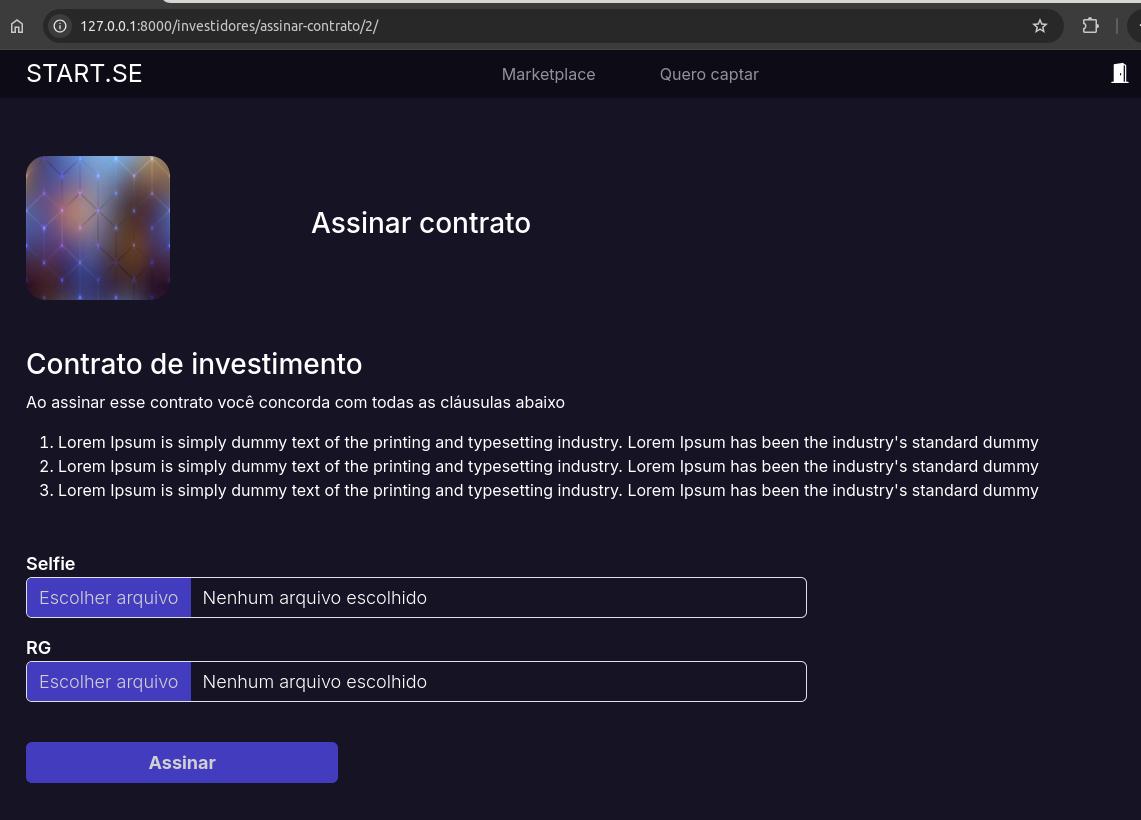 127.0.0.1:8000/investidores/assinar-contrato/2/
START.SE
Marketplace
Quero captar
Assinar contrato
Contrato de investimento
Ao assinar esse contrato você concorda com todas as cláusulas abaixo
1. Lorem Ipsum is simply dummy text of the printing and typesetting industry. Lorem Ipsum has been the industry's standard dummy
2. Lorem Ipsum is simply dummy text of the printing and typesetting industry. Lorem Ipsum has been the industry's standard dummy
3. Lorem Ipsum is simply dummy text of the printing and typesetting industry. Lorem Ipsum has been the industry's standard dummy
Selfie
Escolher arquivo Nenhum arquivo escolhido
RG
Escolher arquivo Nenhum arquivo escolhido
Assinar